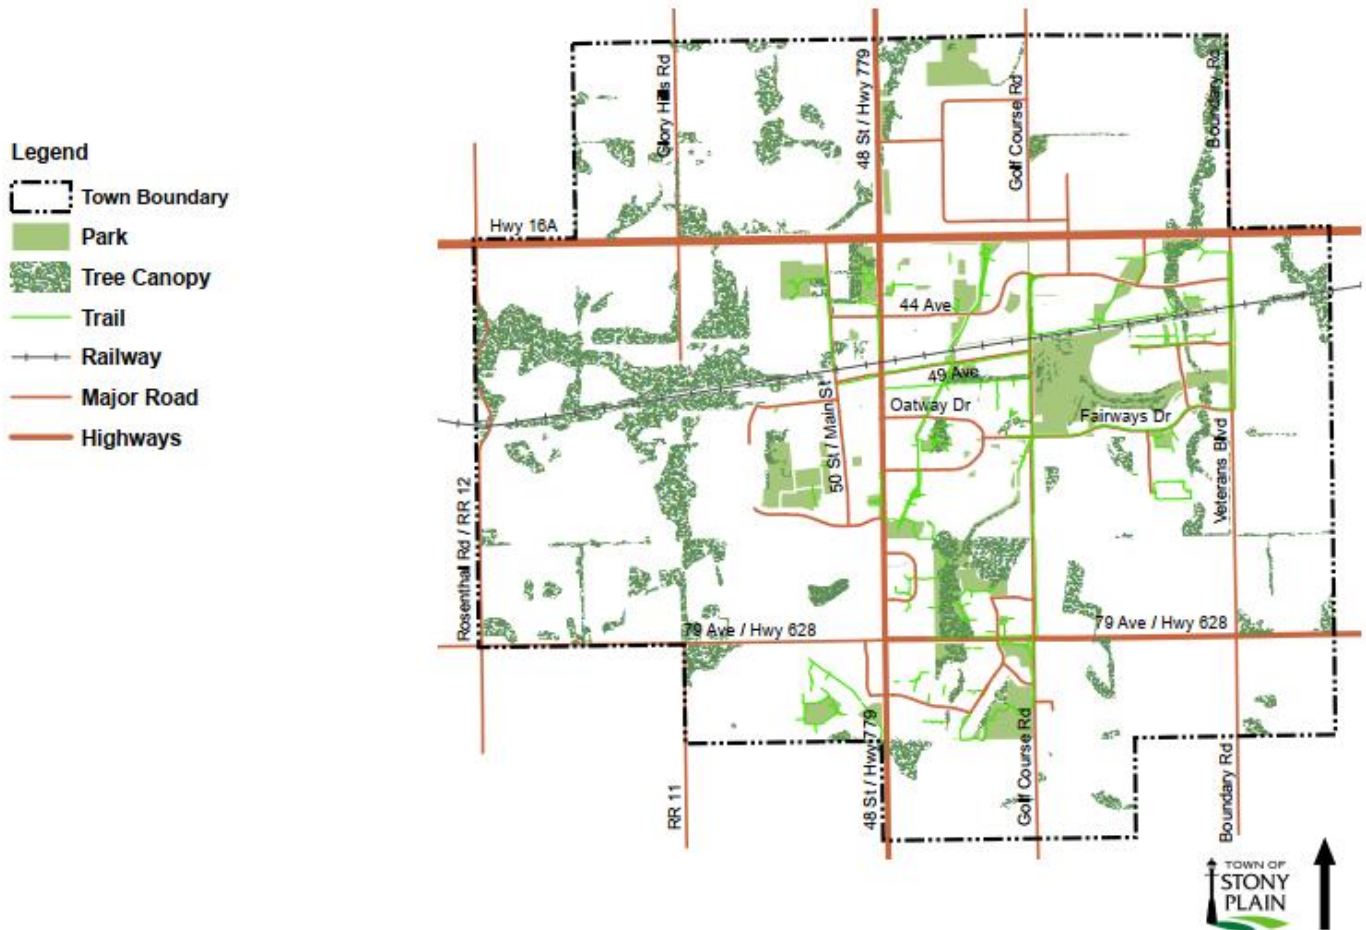 Legend
Town Boundary
Park
Tree Canopy
Trail
Railway
Major Road
Highways
Glory Hills Rd
48 St / Hwy 779
Golf Course Rd
Boundary Rd
Hwy 16A
44 Ave
49 Ave
50 St / Main St
Oatway Dr
Fairways Dr
Veterans Blvd
Rosenthal Rd / RR 12
79 Ave / Hwy 628
79 Ave / Hwy 628
RR 11
48 St / Hwy 779
Golf Course Rd
Boundary Rd
TOWN OF
STONY
PLAIN